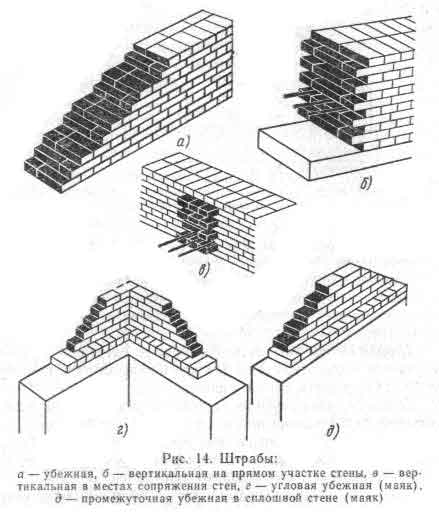 а)
б)
в)
г)
д)
Рис. 14. Штрабы:
а — убежная, б — вертикальная на прямом участке стены, в — вер-
тикальная в местах сопряжения стен, г — угловая убежная (маяк),
д — промежуточная убежная в сплошной стене (маяк)